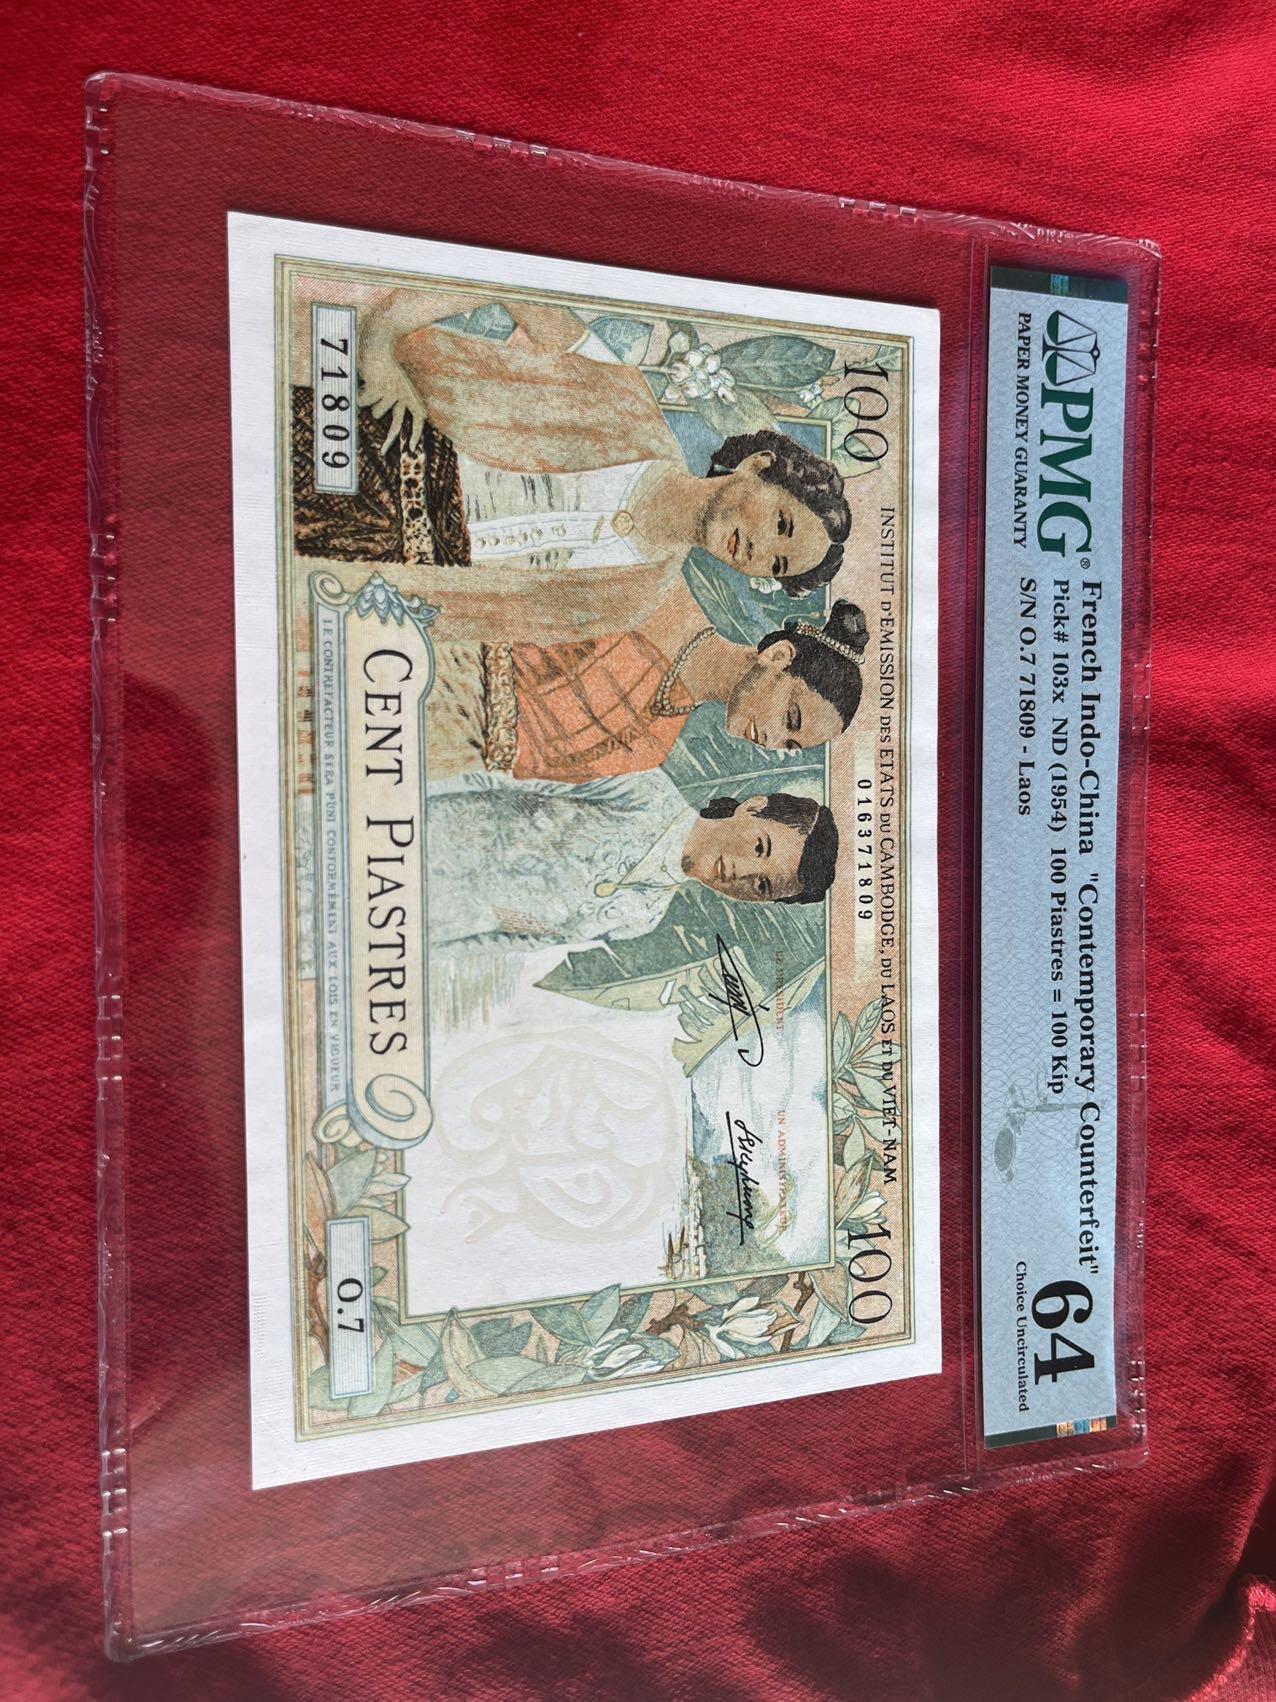 PMG®
PAPER MONEY GUARANTY
French Indo-China "Contemporary Counterfeit"
Pick# 103x ND (1954) 100 Piastres = 100 Kip
S/N O.7 71809 - Laos
64
Choice Uncirculated
100
INSTITUT D'EMISSION DES ETATS DU CAMBODGE, DU LAOS ET DU VIET-NAM
100
016371809
LE PRESIDENT.
UN ADMINISTRATEUR
CENT PIASTRES
71809
O.7
LE CONTREFACTEUR SERA PUNI CONFORMÉMENT AUX LOIS EN VIGUEUR